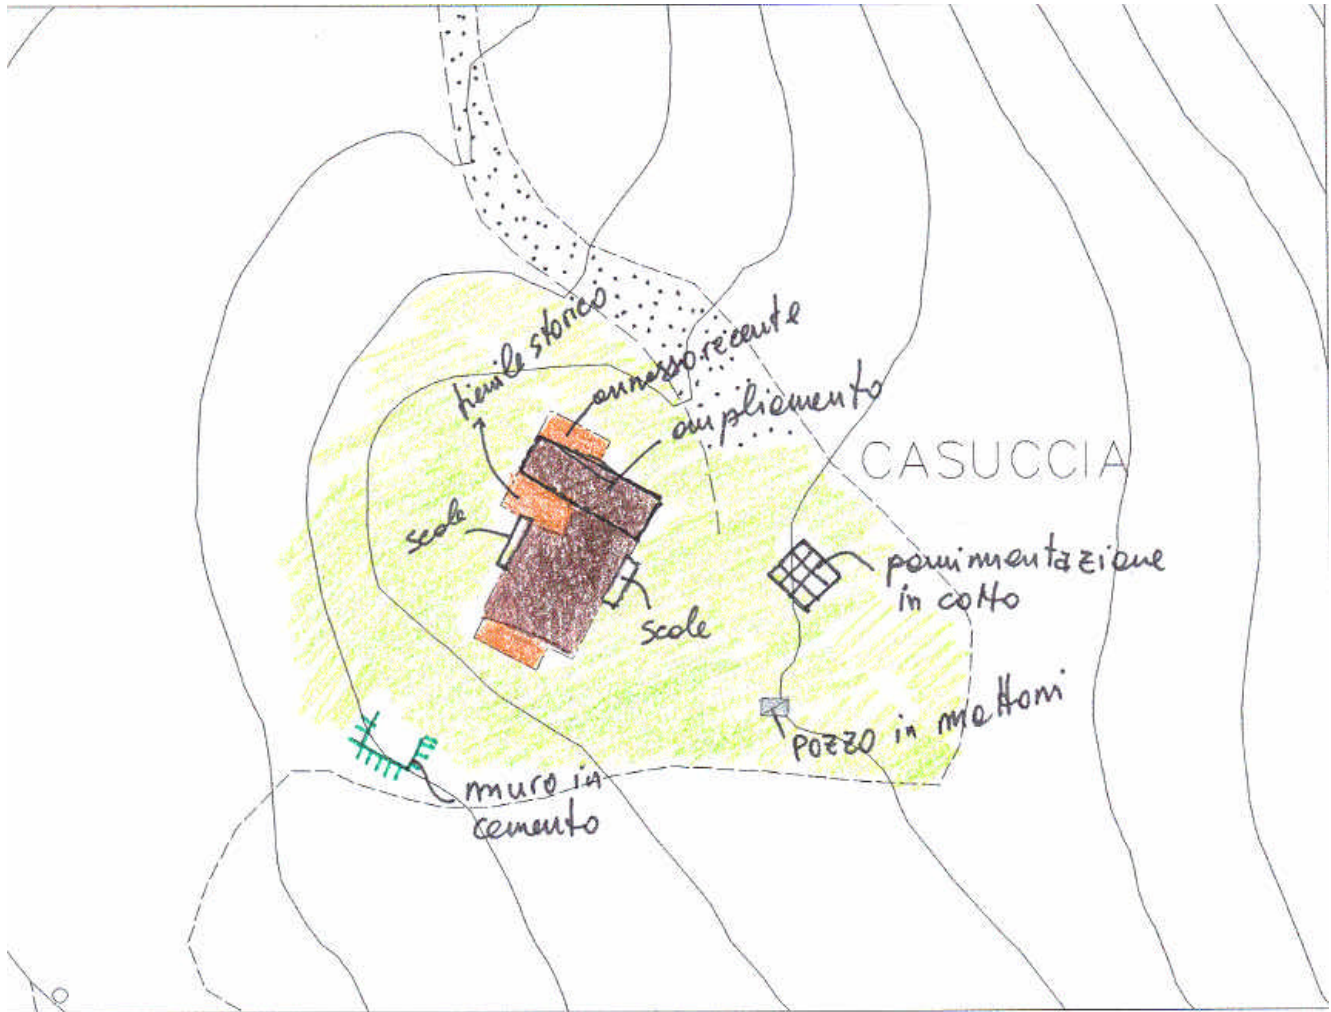 fienile storico
annesso recente
ampliamento
CASUCCIA
scale
scale
pavimentazione
in cotto
pozzo in mattoni
muro in
cemento